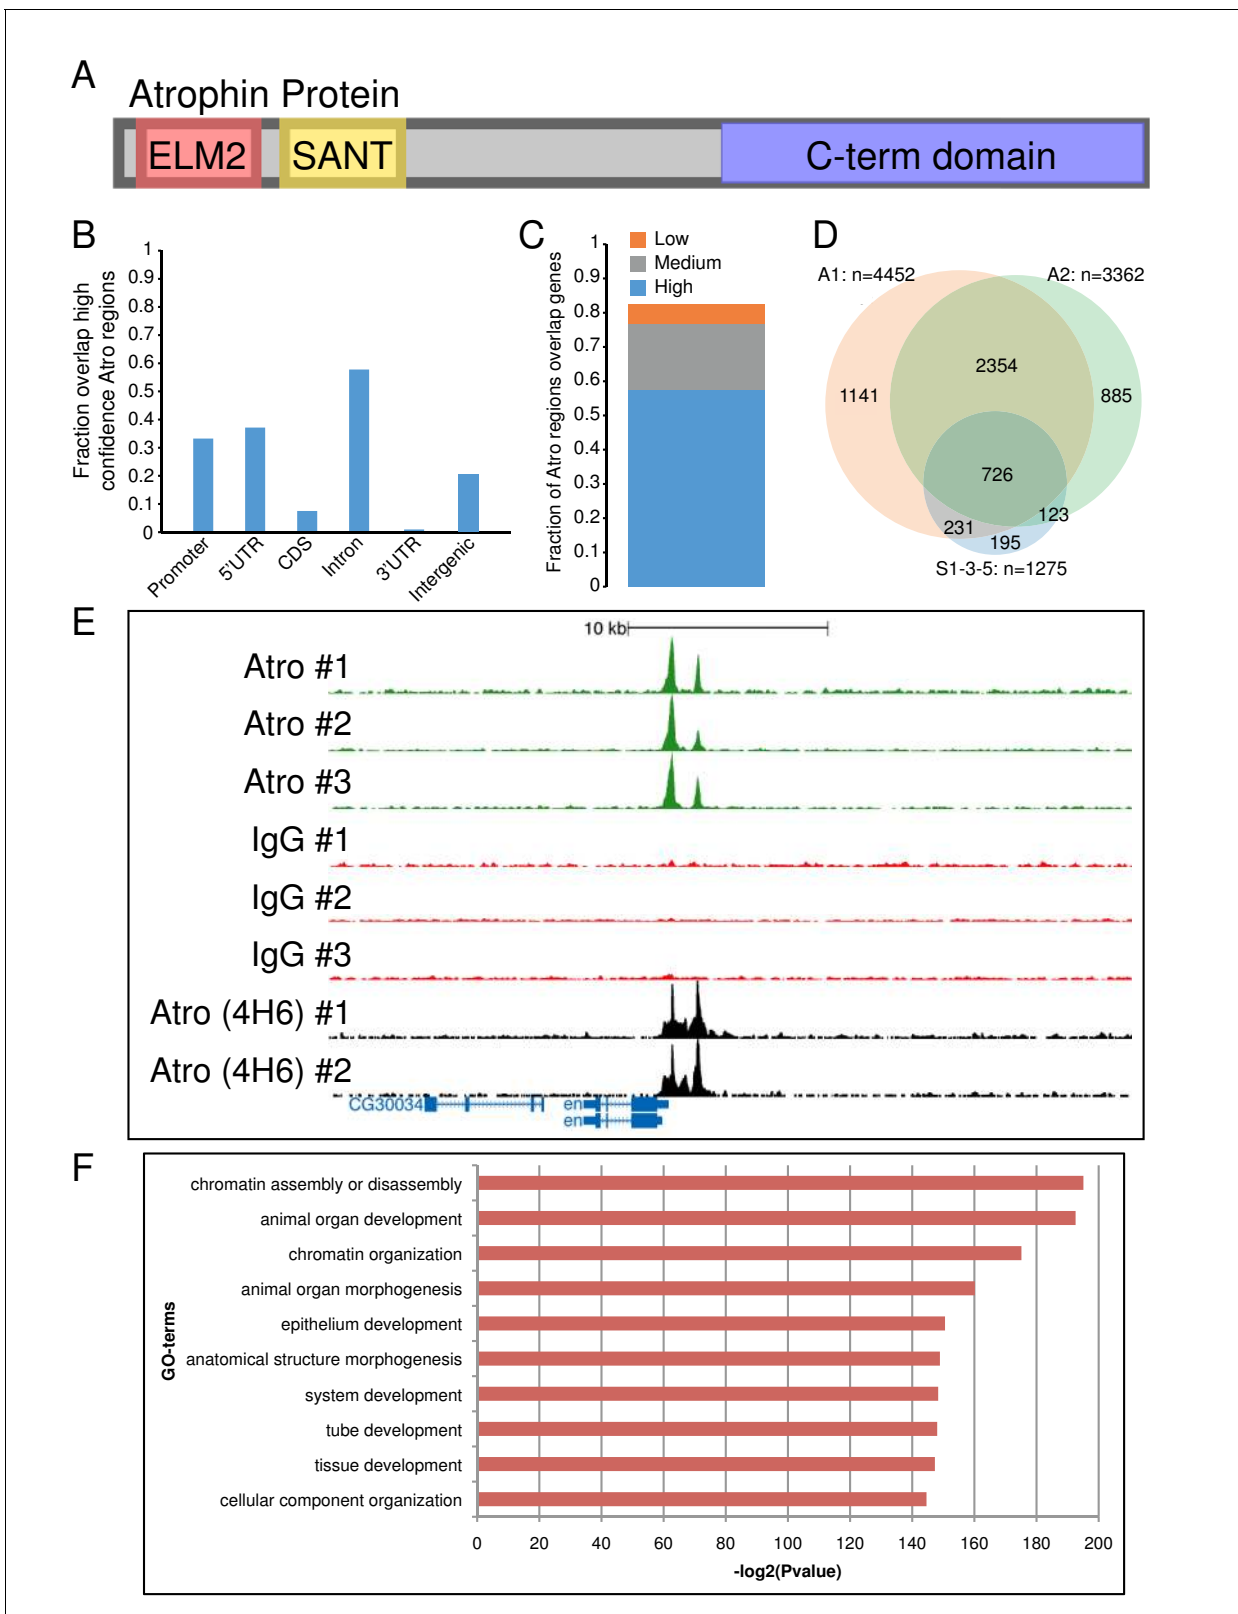 A
Atrophin Protein
ELM2
SANT
C-term domain
B
Fraction overlap high
confidence Atro regions
1
0.9
0.8
0.7
0.6
0.5
0.4
0.3
0.2
0.1
0
Promoter
5'UTR
CDS
Intron
3'UTR
Intergenic
C
Fraction of Atro regions overlap genes
1
0.9
0.8
0.7
0.6
0.5
0.4
0.3
0.2
0.1
0
Low
Medium
High
D
A1: n=4452
A2: n=3362
2354
1141
885
726
123
231
195
S1-3-5: n=1275
E
10 kb
Atro #1
Atro #2
Atro #3
IgG #1
IgG #2
IgG #3
Atro (4H6) #1
Atro (4H6) #2
CG30034
en
en
F
GO-terms
chromatin assembly or disassembly
animal organ development
chromatin organization
animal organ morphogenesis
epithelium development
anatomical structure morphogenesis
system development
tube development
tissue development
cellular component organization
0 20 40 60 80 100 120 140 160 180 200
-log2(Pvalue)